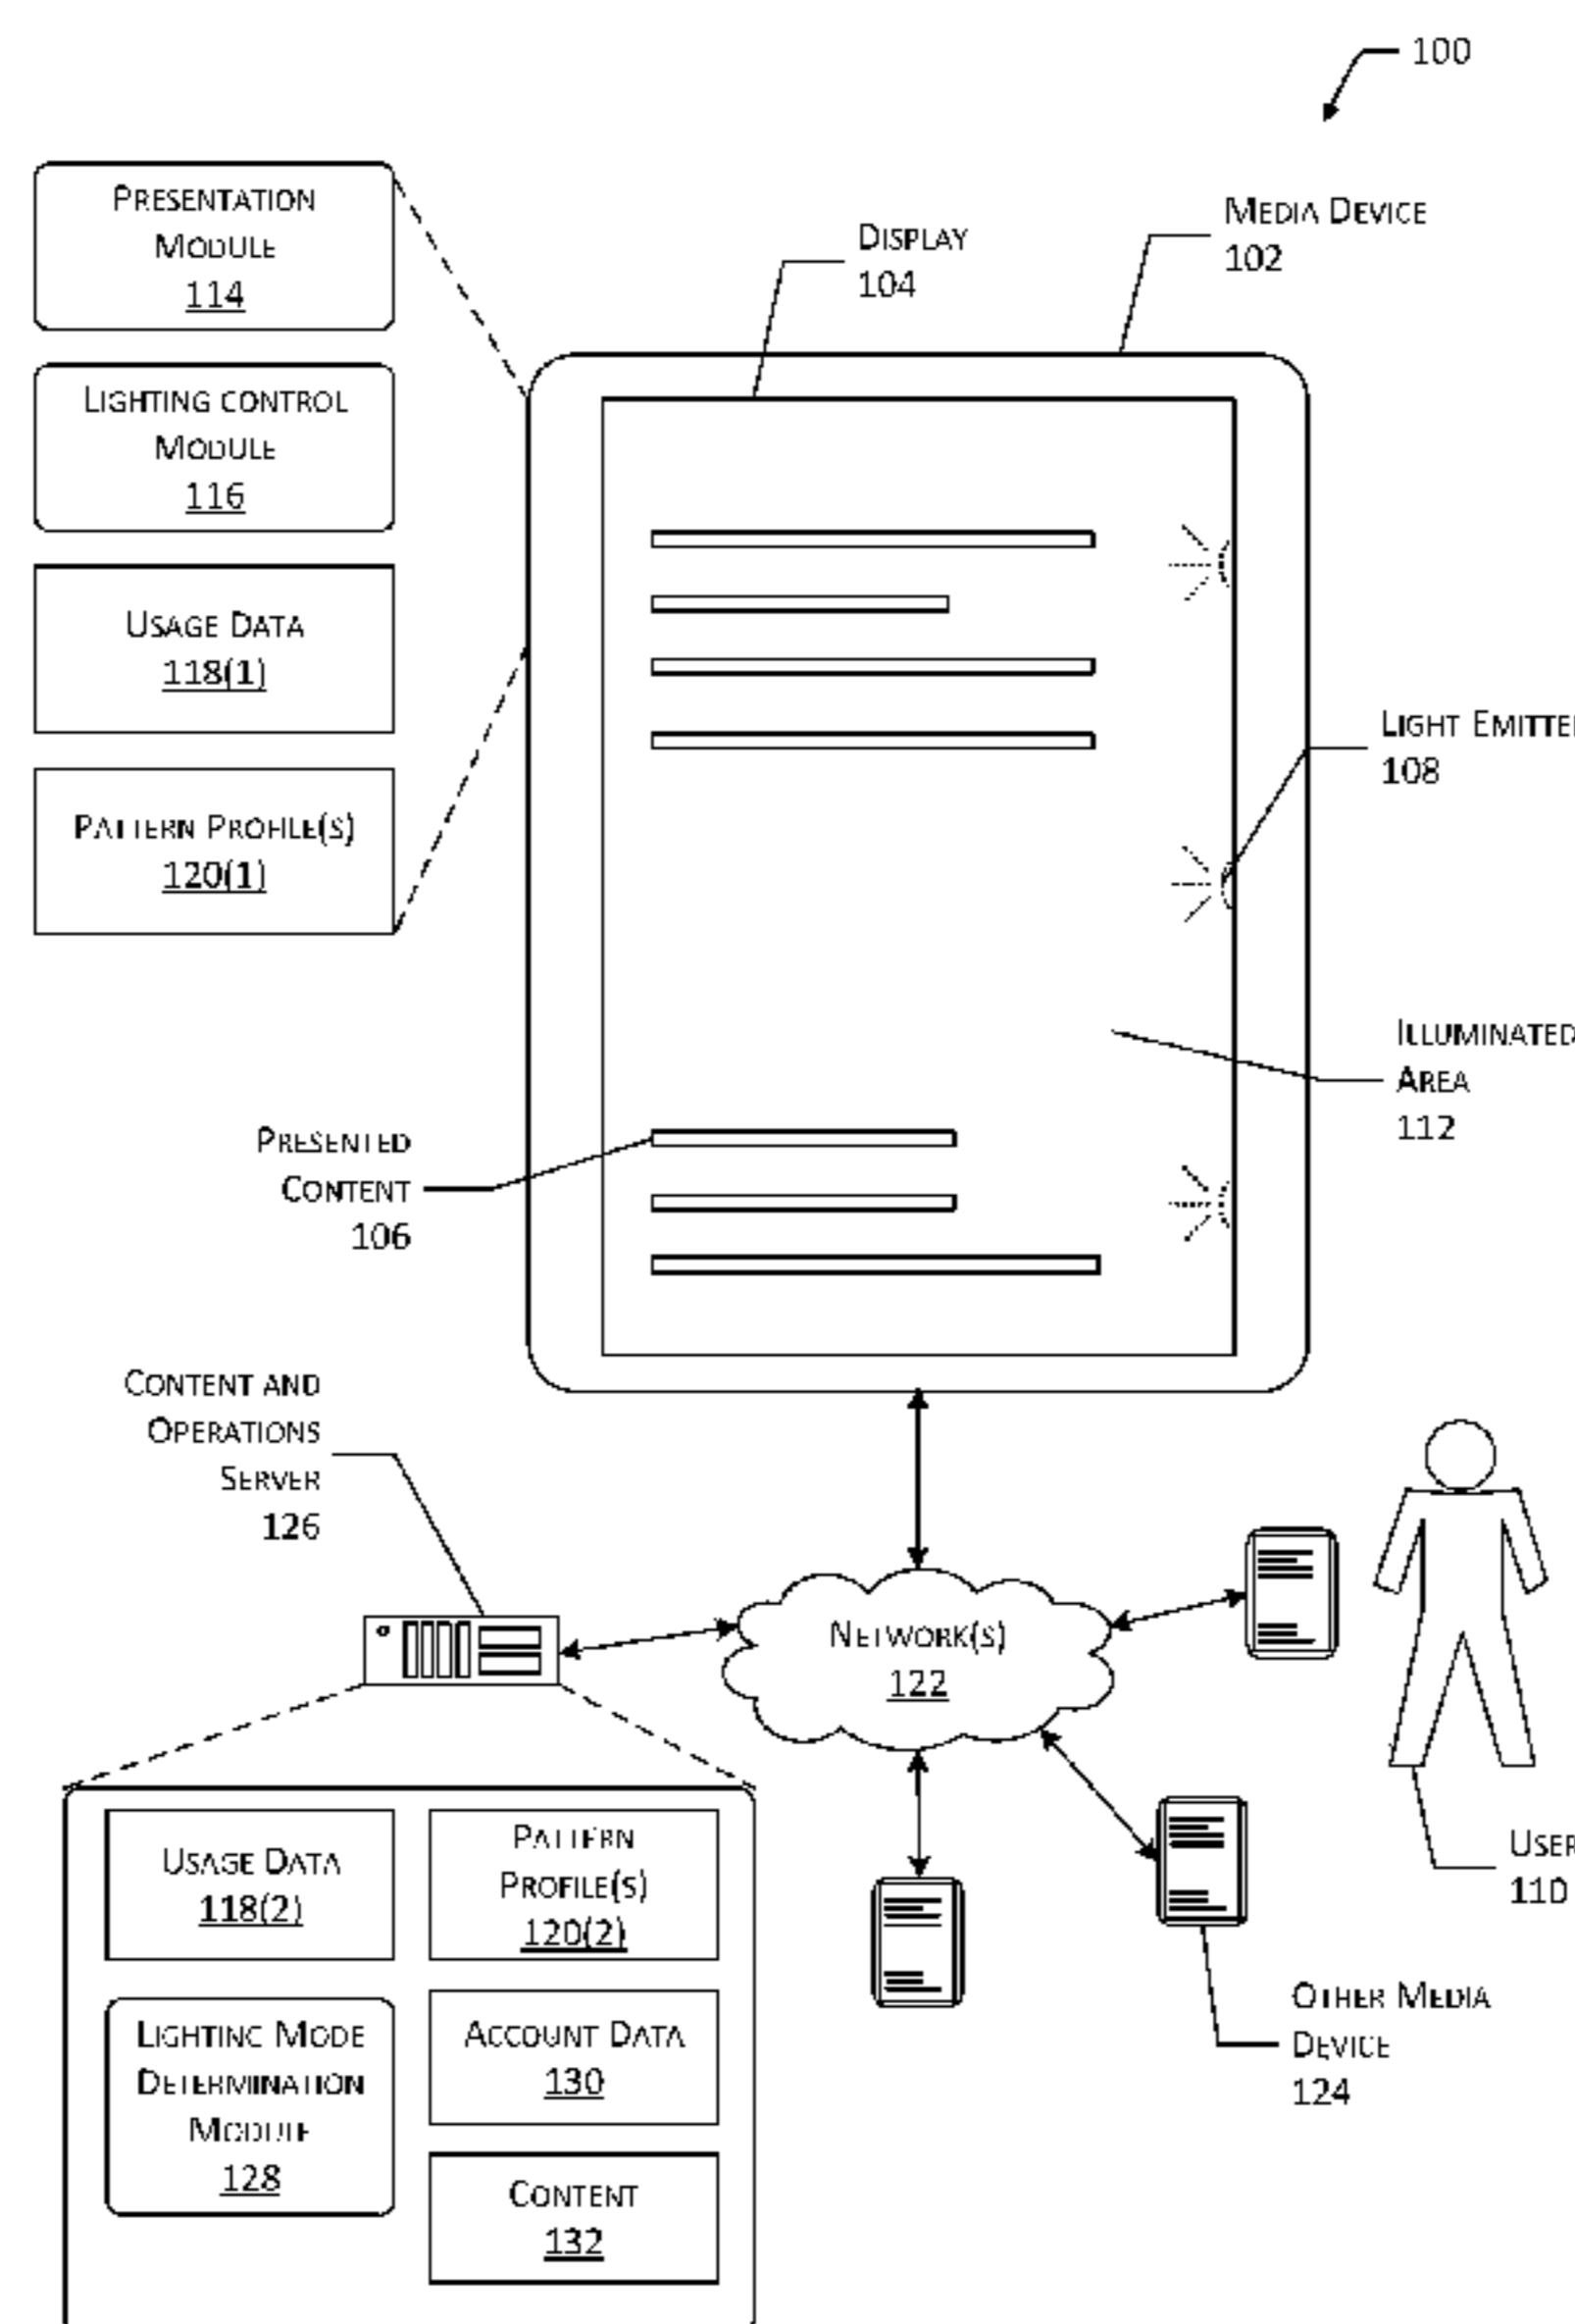 100
PRESENTATION
MODULE
114
DISPLAY
104
MEDIA DEVICE
102
LIGHTING CONTROL
MODULE
116
USAGE DATA
118(1)
PATTERN PROFILE(S)
120(1)
LIGHT EMITTER
108
ILLUMINATED
AREA
112
PRESENTED
CONTENT
106
CONTENT AND
OPERATIONS
SERVER
126
NETWORK(S)
122
USER
110
OTHER MEDIA
DEVICE
124
USAGE DATA
118(2)
PATTERN
PROFILE(S)
120(2)
LIGHTING MODE
DETERMINATION
MODULE
128
ACCOUNT DATA
130
CONTENT
132